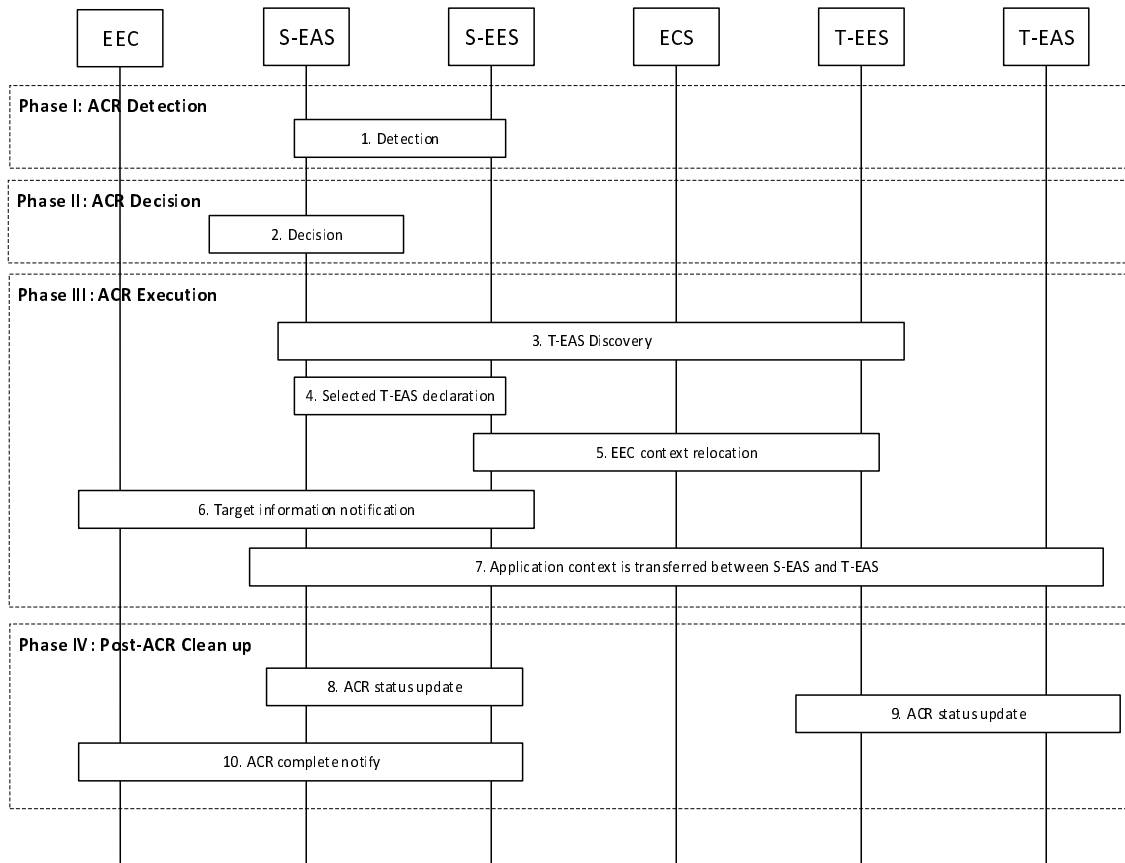 EEC
S-EAS
S-EES
ECS
T-EES
T-EAS
Phase I: ACR Detection
1. Detection
Phase II: ACR Decision
2. Decision
Phase III: ACR Execution
3. T-EAS Discovery
4. Selected T-EAS declaration
5. EEC context relocation
6. Target information notification
7. Application context is transferred between S-EAS and T-EAS
Phase IV: Post-ACR Clean up
8. ACR status update
9. ACR status update
10. ACR complete notify